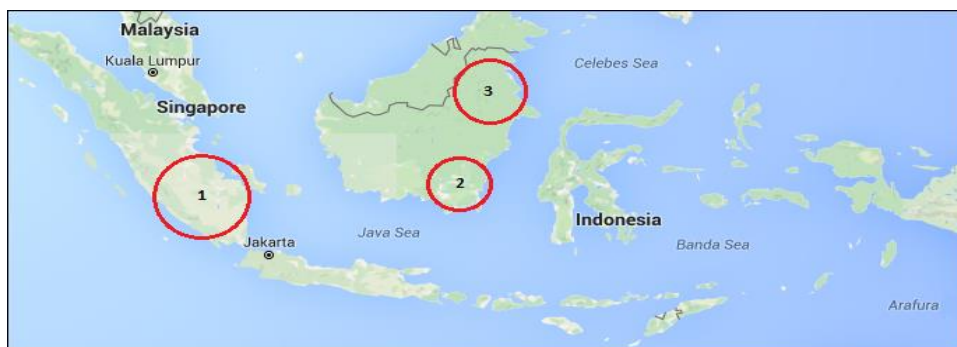 Malaysia
Kuala Lumpur
Singapore
Celebes Sea
3
1
2
Indonesia
Java Sea
Jakarta
Banda Sea
Arafura